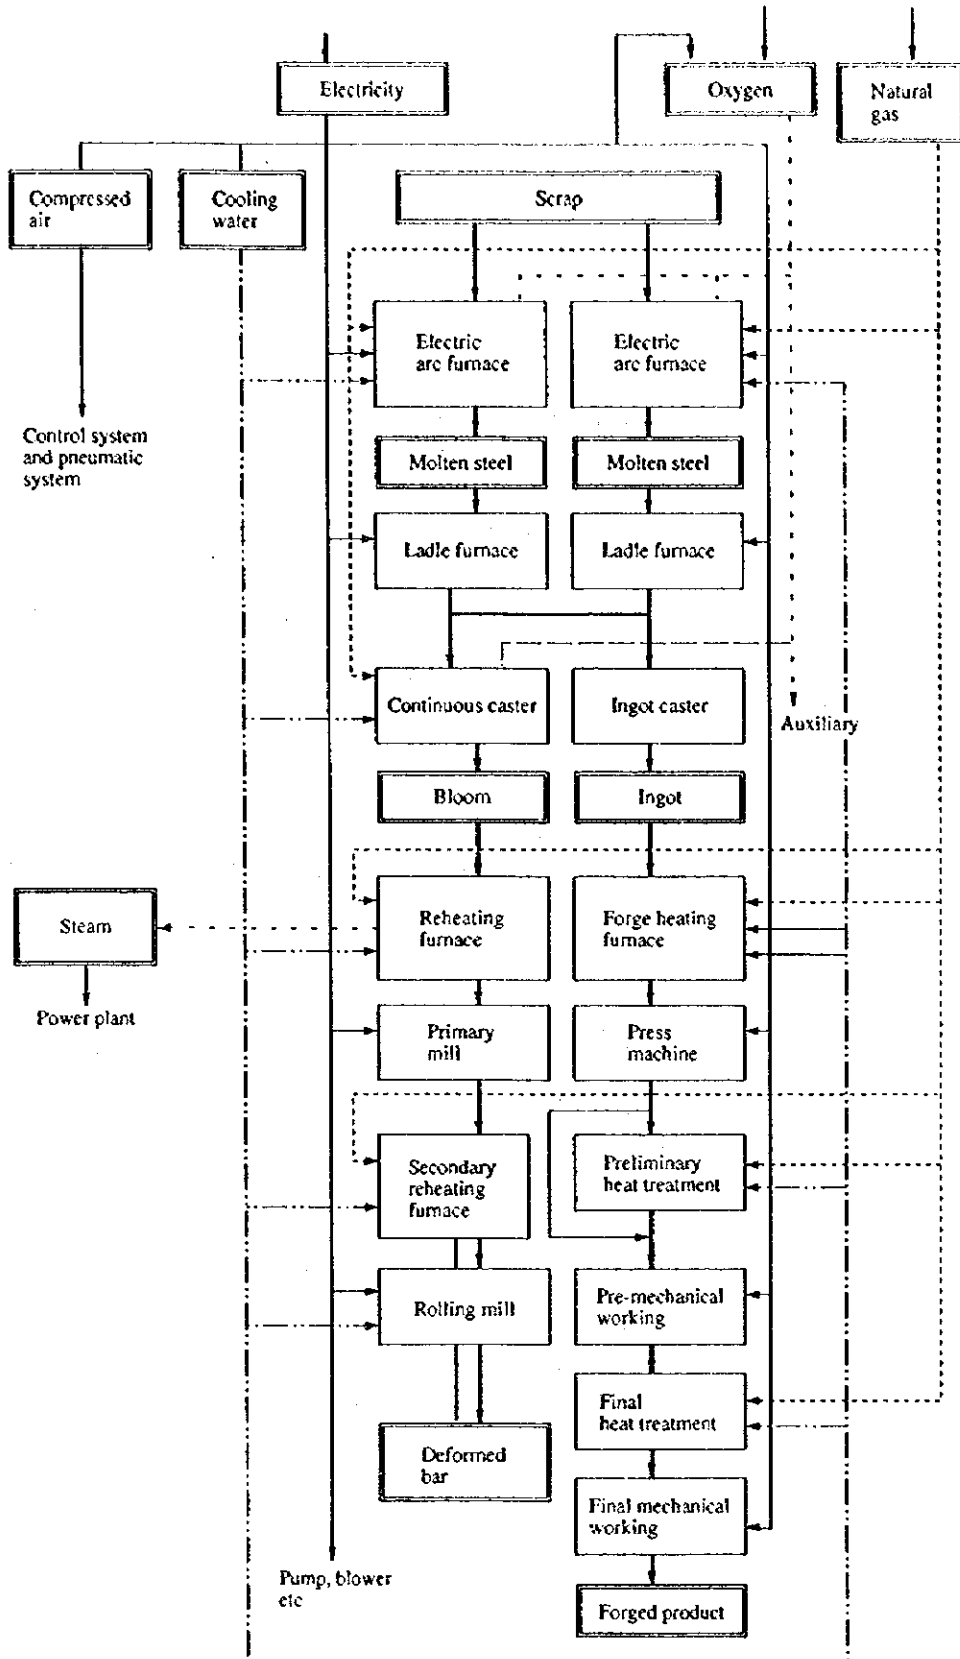 Electricity
Oxygen
Natural
gas
Compressed
air
Cooling
water
Scrap
Electric
arc furnace
Electric
arc furnace
Control system
and pneumatic
system
Molten steel
Molten steel
Ladle furnace
Ladle furnace
Continuous caster
Ingot caster
Auxiliary
Bloom
Ingot
Steam
Reheating
furnace
Forge heating
furnace
Power plant
Primary
mill
Press
machine
Secondary
reheating
furnace
Preliminary
heat treatment
Rolling mill
Pre-mechanical
working
Final
heat treatment
Deformed
bar
Final mechanical
working
Pump, blower
etc
Forged product